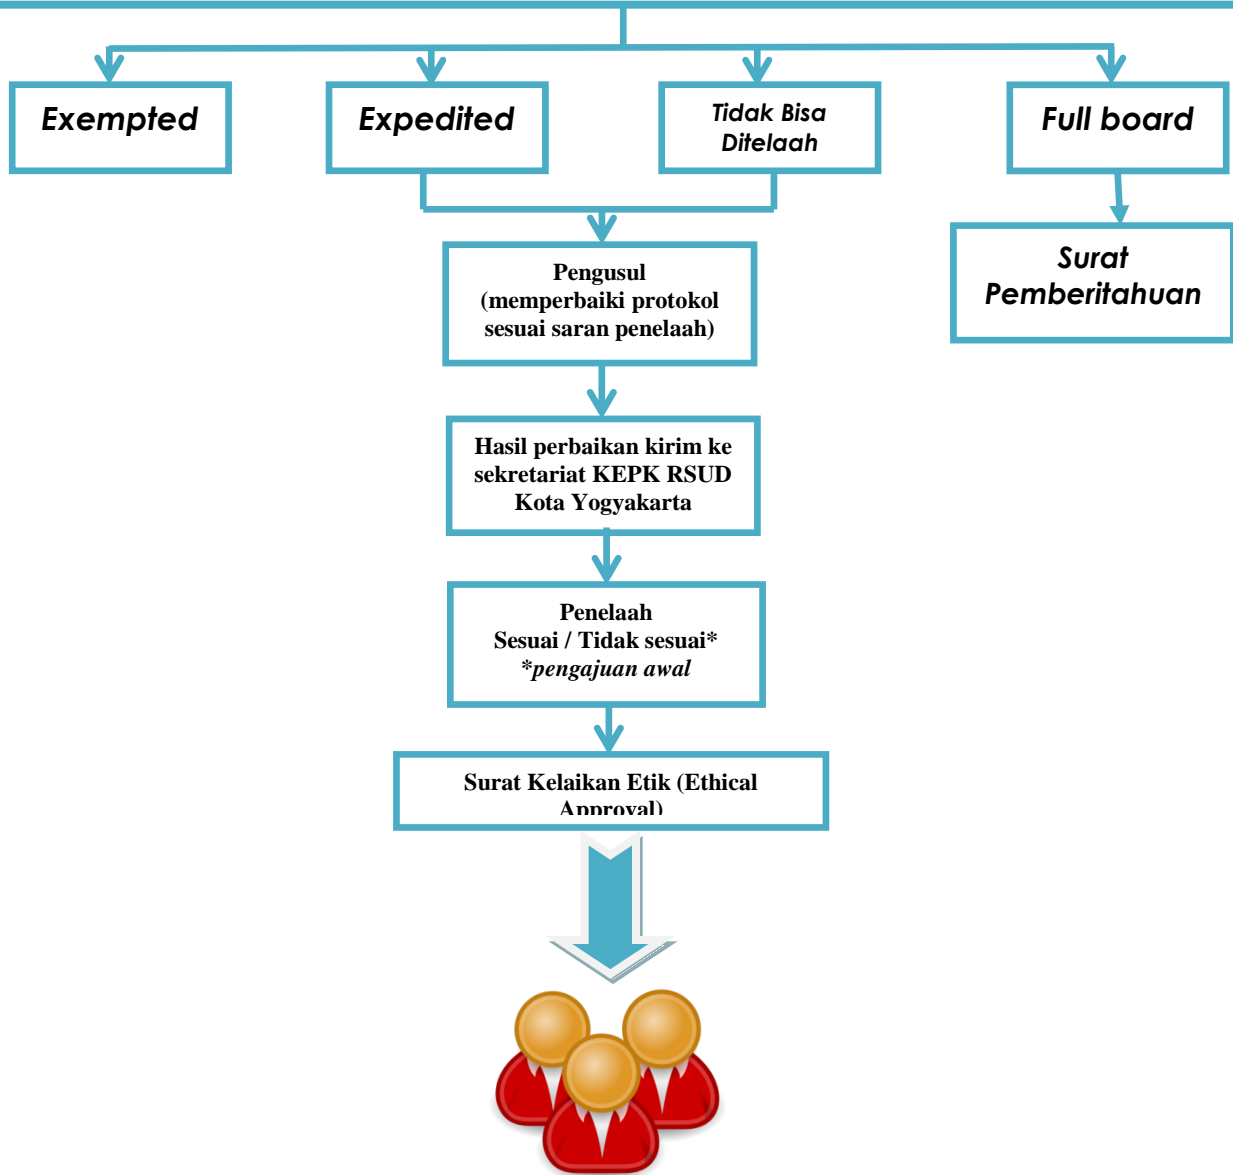 Exempted
Expedited
Tidak Bisa
Ditelaah
Full board
Surat
Pemberitahuan
Pengusul
(memperbaiki protokol
sesuai saran penelaah)
Hasil perbaikan kirim ke
sekretariat KEPK RSUD
Kota Yogyakarta
Penelaah
Sesuai / Tidak sesuai*
*pengajuan awal
Surat Kelaikan Etik (Ethical
Approval)